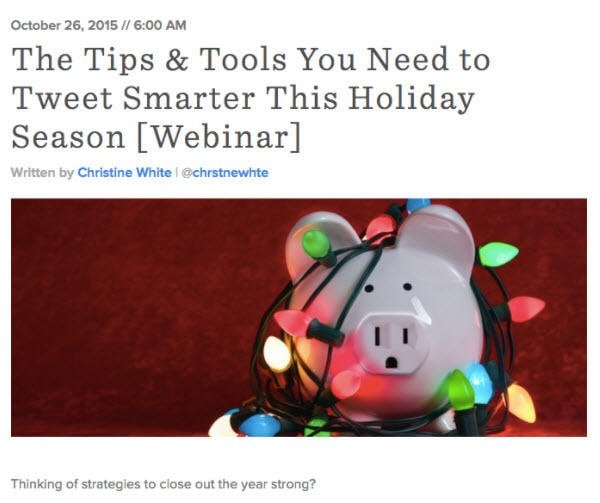 October 26, 2015 // 6:00 AM
The Tips & Tools You Need to
Tweet Smarter This Holiday
Season [Webinar]
Written by Christine White | @chrstnewhte
Thinking of strategies to close out the year strong?